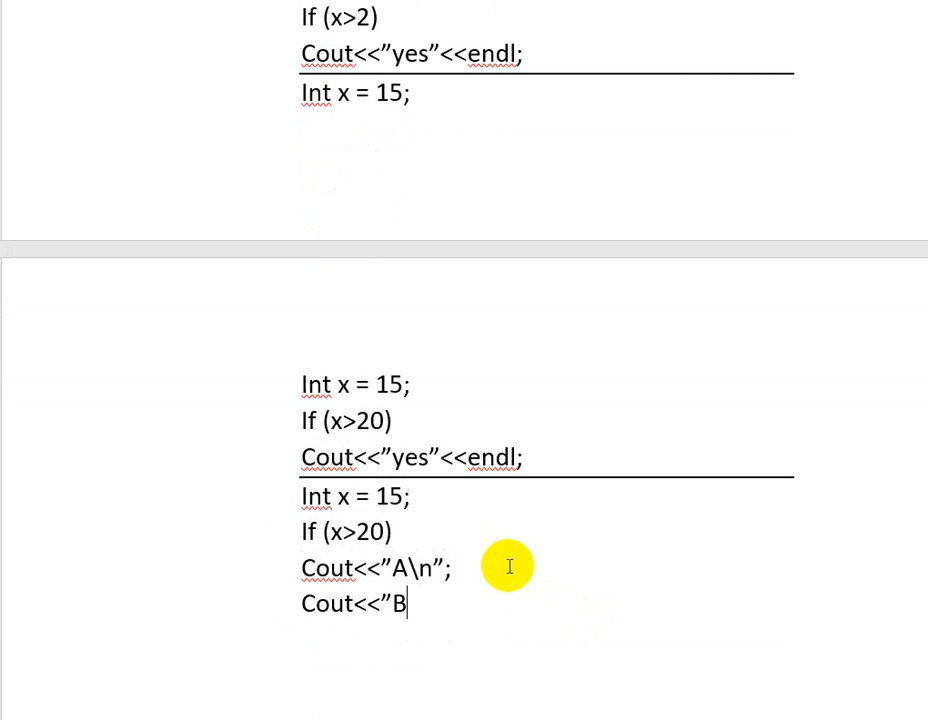 If (x>2)
Cout<<”yes”<<endl;
Int x = 15;
Int x = 15;
If (x>20)
Cout<<”yes”<<endl;
Int x = 15;
If (x>20)
Cout<<”A\n”;
Cout<<”B